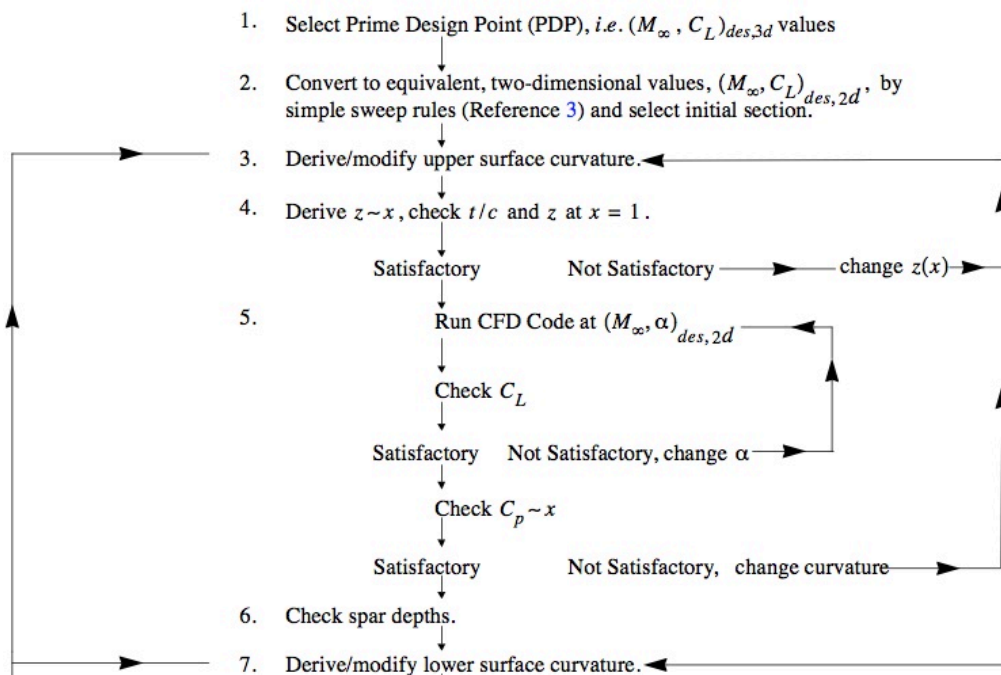 1. Select Prime Design Point (PDP), i.e. (M∞, C_L)des,3d values
2. Convert to equivalent, two-dimensional values, (M∞, C_L)des, 2d, by
simple sweep rules (Reference 3) and select initial section.
3. Derive/modify upper surface curvature.
4. Derive z~x, check t/c and z at x = 1.
Satisfactory Not Satisfactory change z(x)
5. Run CFD Code at (M∞, α)des, 2d
Check C_L
Satisfactory Not Satisfactory, change α
Check C_p~x
Satisfactory Not Satisfactory, change curvature
6. Check spar depths.
7. Derive/modify lower surface curvature.